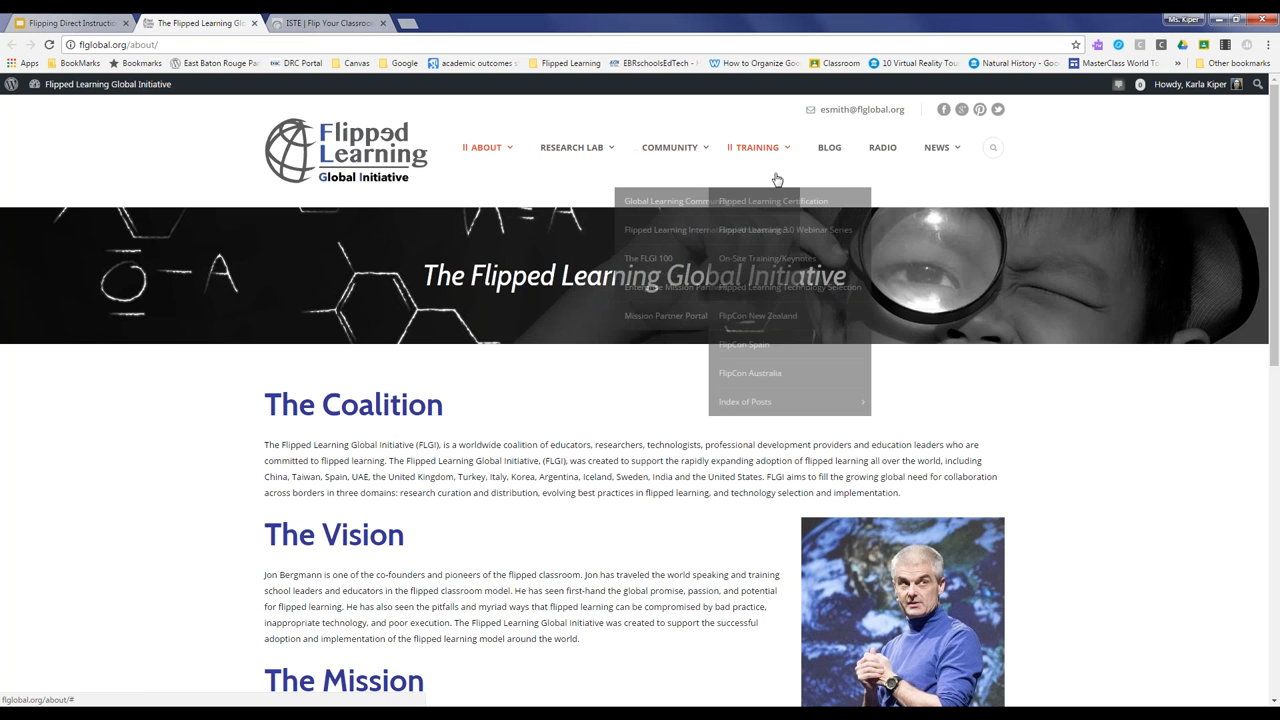 Flipping Direct Instructi
The Flipped Learning Glo
ISTE | Flip Your Classroo
Ms. Kiper
flglobal.org/about/
Apps
BookMarks
Bookmarks
East Baton Rouge Par
DRC Portal
Canvas
Google
academic outcomes s
Flipped Learning
EBRschoolsEdTech -
How to Organize Goo
Classroom
10 Virtual Reality Tou
Natural History - Goo
MasterClass World To
»
Other bookmarks
Flipped Learning Global Initiative
0
Howdy, Karla Kiper
esmith@flglobal.org
Flipped
Learning
Global Initiative
ABOUT
RESEARCH LAB
COMMUNITY
TRAINING
BLOG
RADIO
NEWS
Global Learning Community
Flipped Learning Certification
Flipped Learning Inter
Flipped Learning 3.0 Webinar Series
The FLGI 100
On-Site Training/Keynotes
The Flipped Learning Global Initiative
Mission Par
Flipped Learning Technology Selection
Mission Partner Portal
FlipCon New Zealand
FlipCon Spain
FlipCon Australia
Index of Posts
O
A
A = A
The Coalition
The Flipped Learning Global Initiative (FLGI), is a worldwide coalition of educators, researchers, technologists, professional development providers and education leaders who are
committed to flipped learning. The Flipped Learning Global Initiative, (FLGI), was created to support the rapidly expanding adoption of flipped learning all over the world, including
China, Taiwan, Spain, UAE, the United Kingdom, Turkey, Italy, Korea, Argentina, Iceland, Sweden, India and the United States. FLGI aims to fill the growing global need for collaboration
across borders in three domains: research curation and distribution, evolving best practices in flipped learning, and technology selection and implementation.
The Vision
Jon Bergmann is one of the co-founders and pioneers of the flipped classroom. Jon has traveled the world speaking and training
school leaders and educators in the flipped classroom model. He has seen first-hand the global promise, passion, and potential
for flipped learning. He has also seen the pitfalls and myriad ways that flipped learning can be compromised by bad practice,
inappropriate technology, and poor execution. The Flipped Learning Global Initiative was created to support the successful
adoption and implementation of the flipped learning model around the world.
The Mission
flglobal.org/about/#